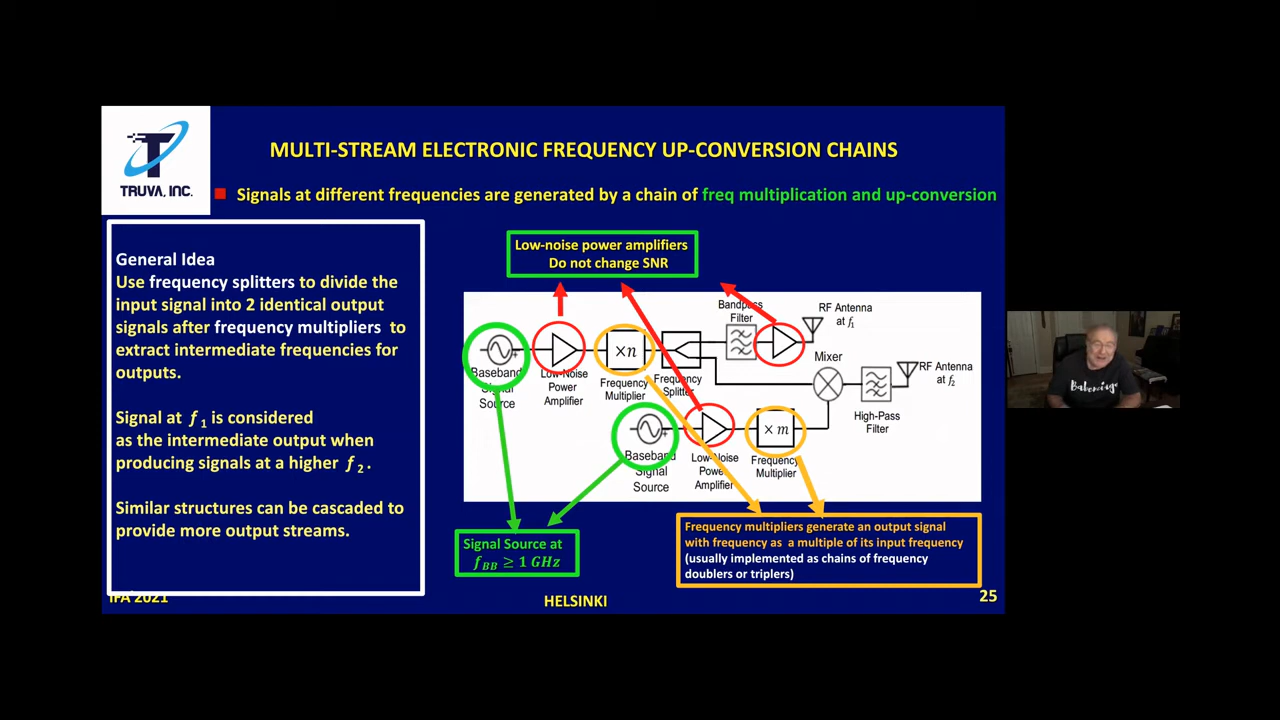 TRUVA, INC.
MULTI-STREAM ELECTRONIC FREQUENCY UP-CONVERSION CHAINS
Signals at different frequencies are generated by a chain of freq multiplication and up-conversion
General Idea
Use frequency splitters to divide the
input signal into 2 identical output
signals after frequency multipliers to
extract intermediate frequencies for
outputs.
Signal at f1 is considered
as the intermediate output when
producing signals at a higher f2.
Similar structures can be cascaded to
provide more output streams.
Low-noise power amplifiers
Do not change SNR
Baseband
Signal
Source
Low-Noise
Power
Amplifier
×n
Frequency
Multiplier
Frequency
Splitter
Bandpass
Filter
RF Antenna
at f1
Mixer
RF Antenna
at f2
High-Pass
Filter
Baseband
Signal
Source
Low-Noise
Power
Amplifier
×m
Frequency
Multiplier
Signal Source at
fBB ≥ 1 GHz
Frequency multipliers generate an output signal
with frequency as a multiple of its input frequency
(usually implemented as chains of frequency
doublers or triplers)
IFA'2021
HELSINKI
25